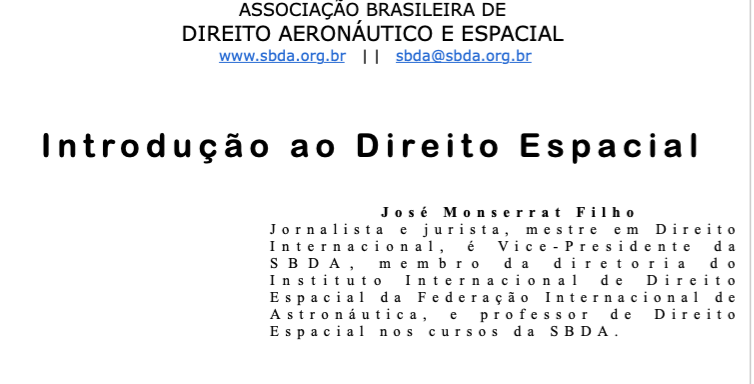 ASSOCIAÇÃO BRASILEIRA DE
DIREITO AERONÁUTICO E ESPACIAL
www.sbda.org.br || sbda@sbda.org.br
Introdução ao Direito Espacial
José Monserrat Filho
Jornalista e jurista, mestre em Direito
Internacional, é Vice-Presidente da
SBDA, membro da diretoria do
Instituto Internacional de Direito
Espacial da Federação Internacional de
Astronáutica, e professor de Direito
Espacial nos cursos da SBDA.